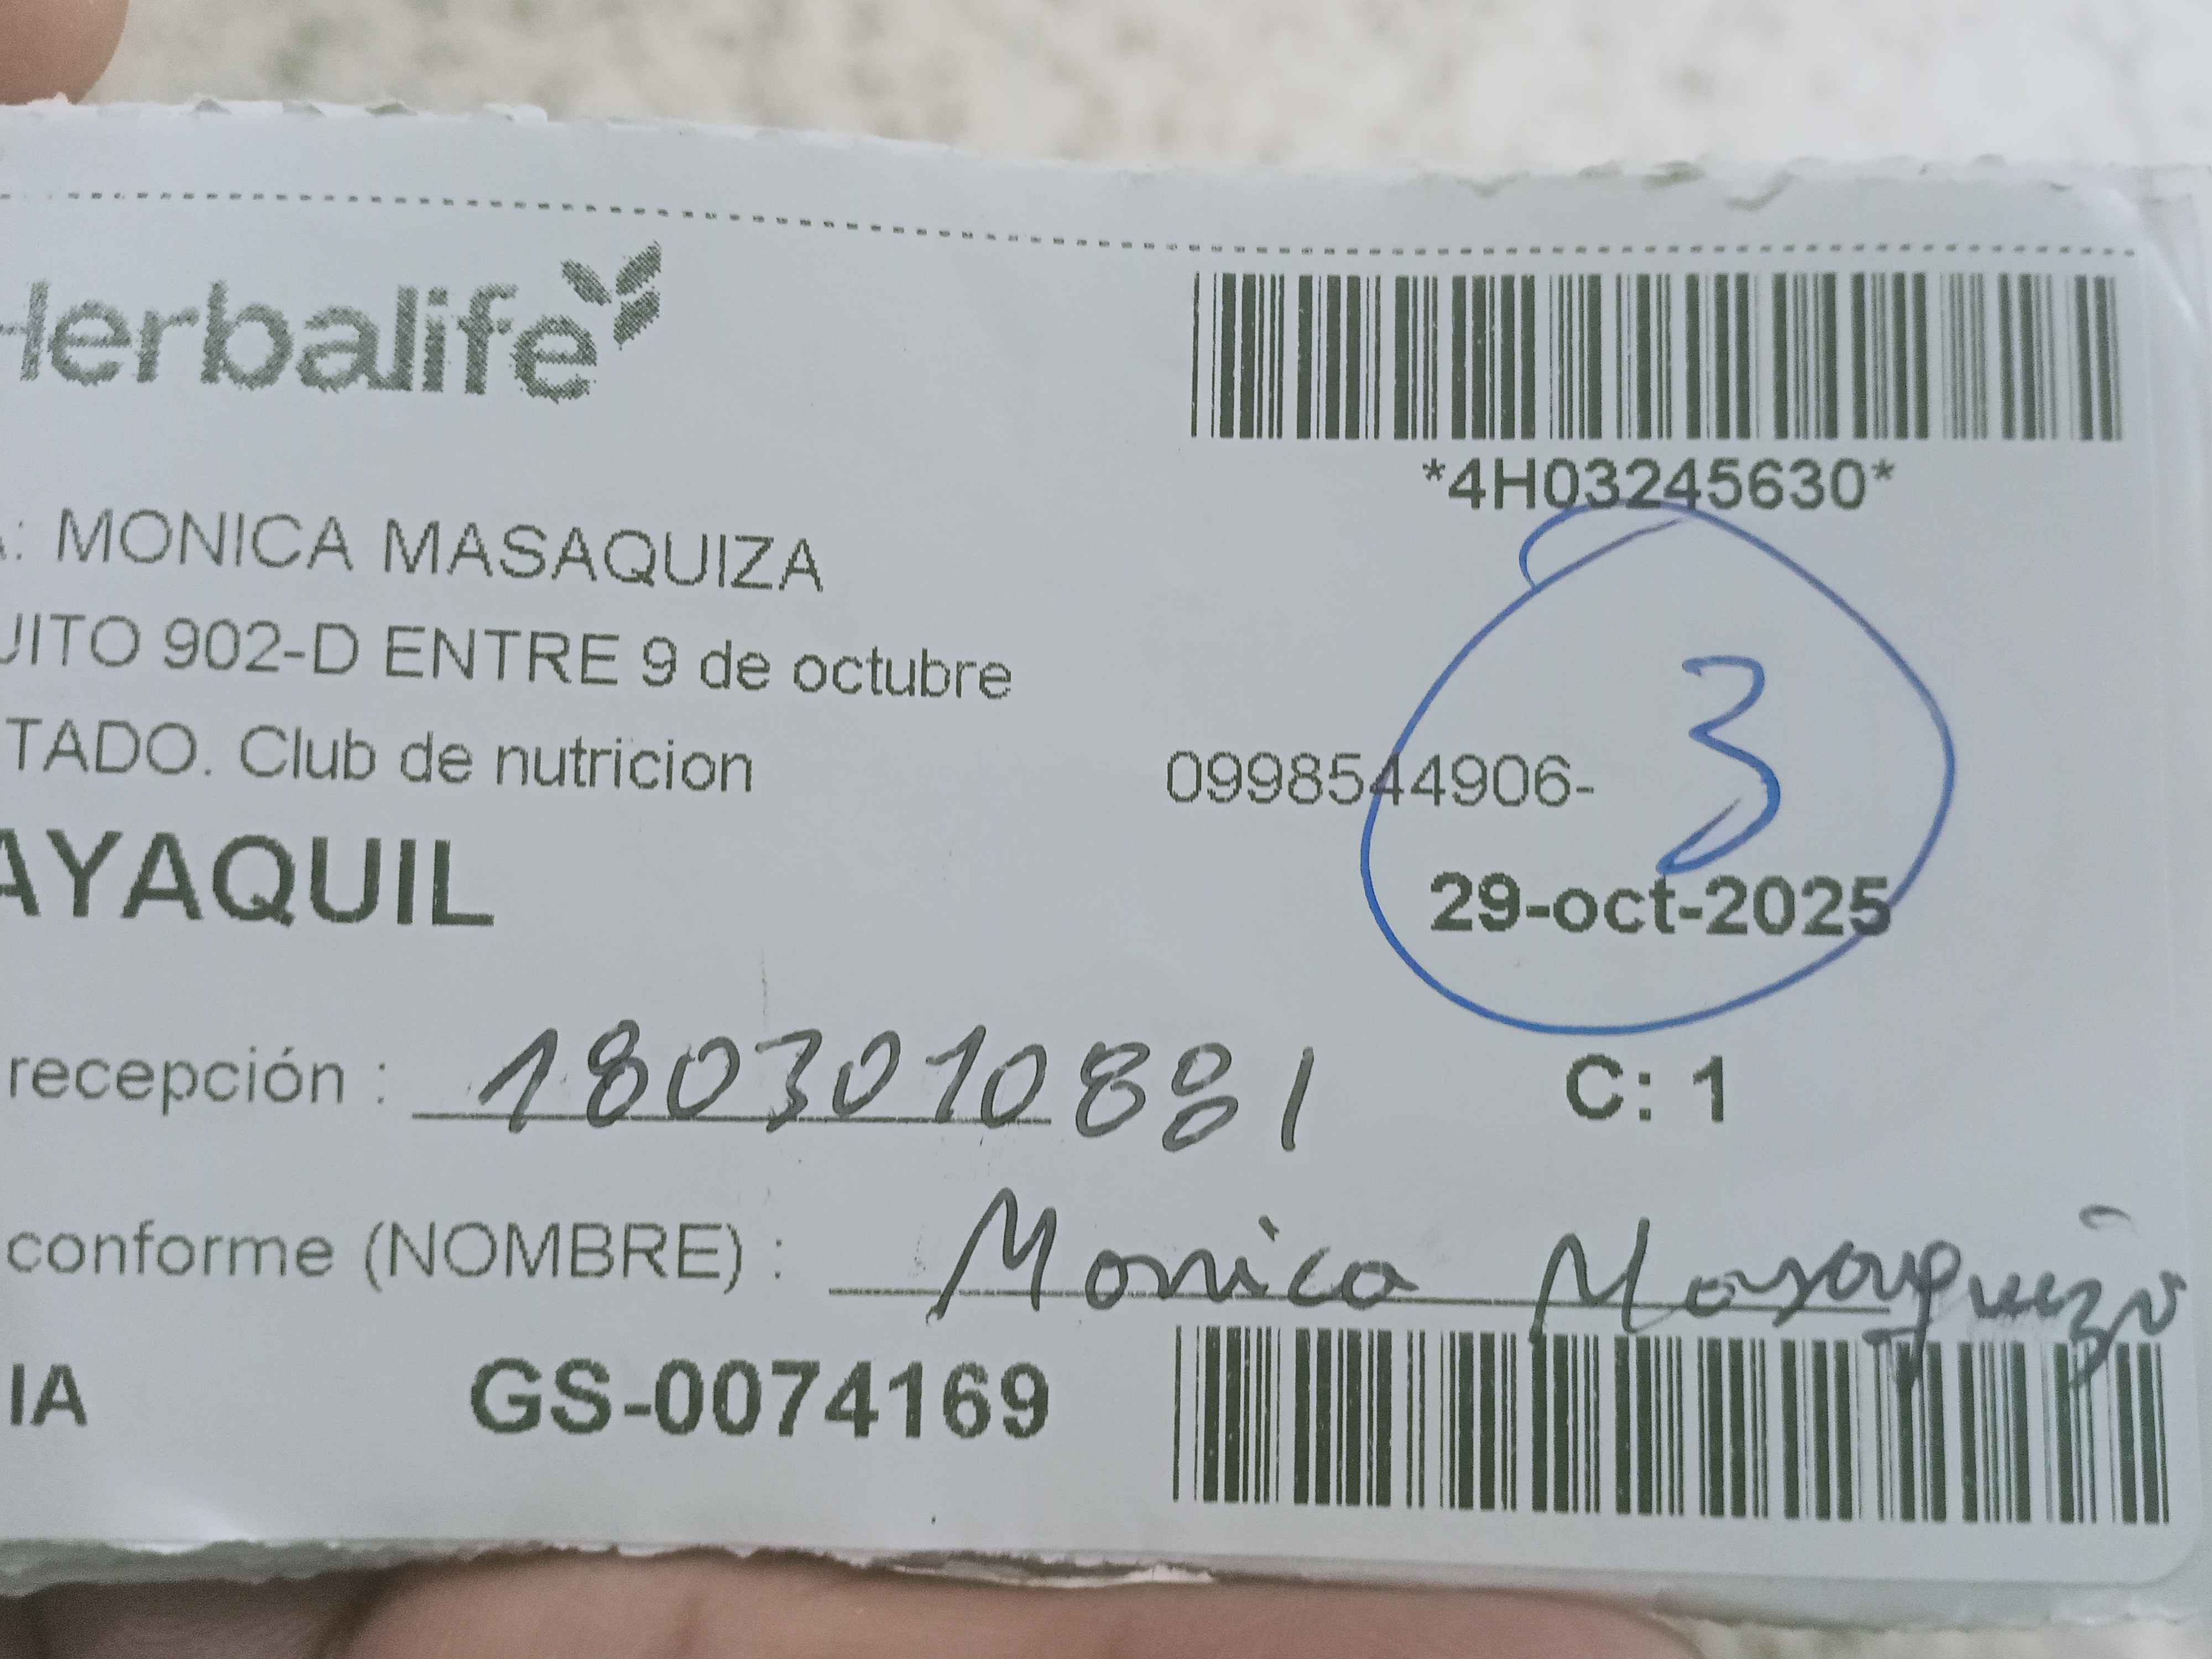 Herbalife
*4H03245630*
A: MONICA MASAQUIZA
UITO 902-D ENTRE 9 de octubre
TADO. Club de nutricion
0998544906-
3
AYAQUIL
29-oct-2025
recepción : 1803010881
C: 1
conforme (NOMBRE) : Monica Masaquiza
IA
GS-0074169